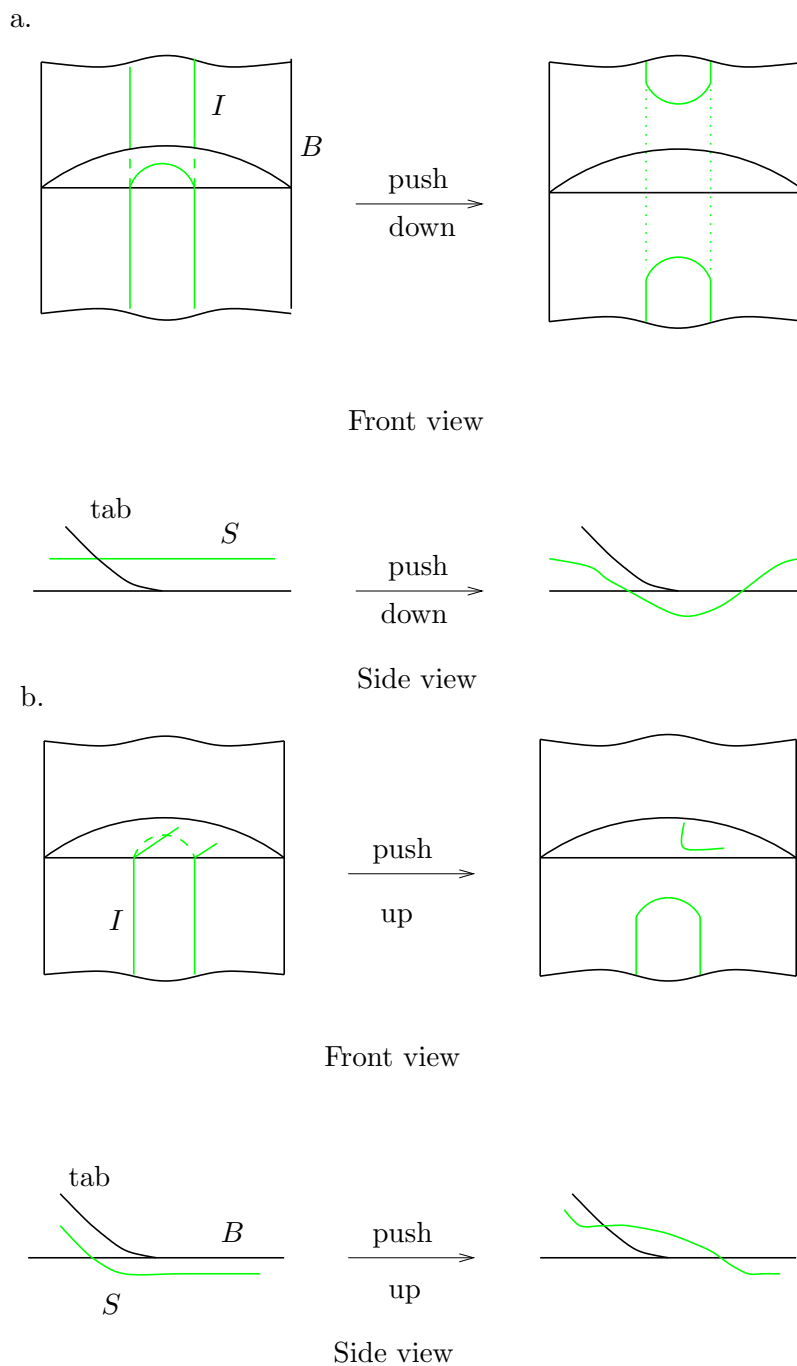 a.
I
B
push
down
Front view
tab
S
push
down
Side view
b.
push
I
up
Front view
tab
B
push
S
up
Side view